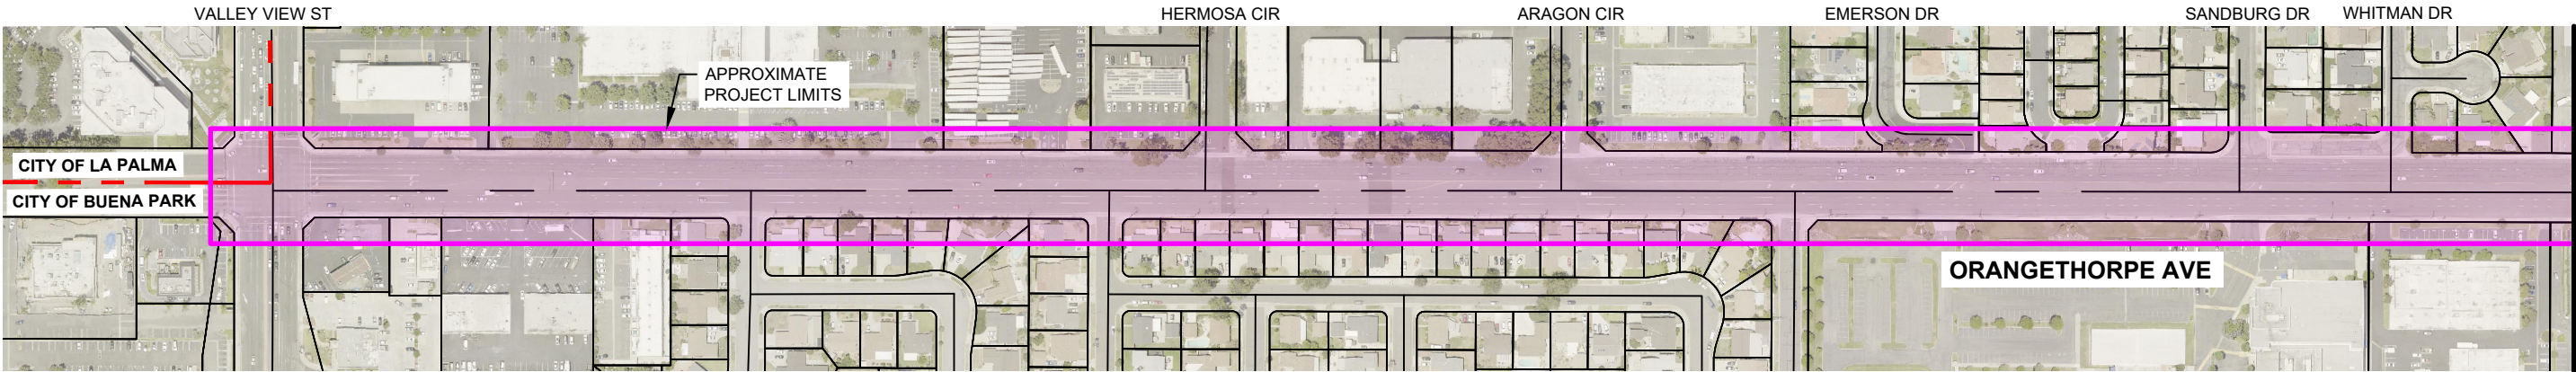 VALLEY VIEW ST
HERMOSA CIR
ARAGON CIR
EMERSON DR
SANDBURG DR
WHITMAN DR
APPROXIMATE
PROJECT LIMITS
CITY OF LA PALMA
CITY OF BUENA PARK
ORANGETHORPE AVE